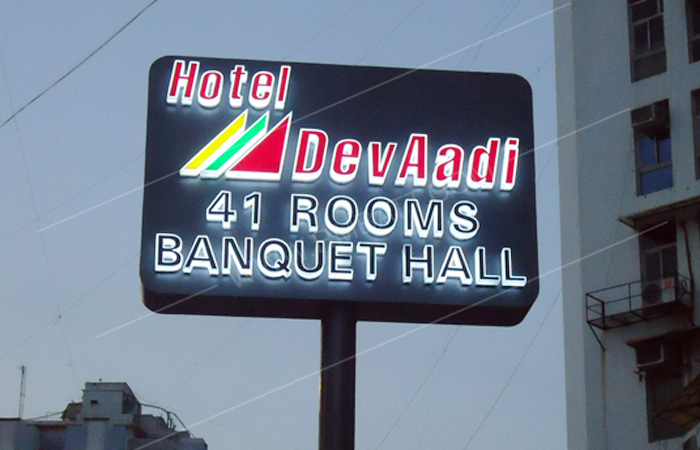 Hotel
DevAadi
41 ROOMS
BANQUET HALL